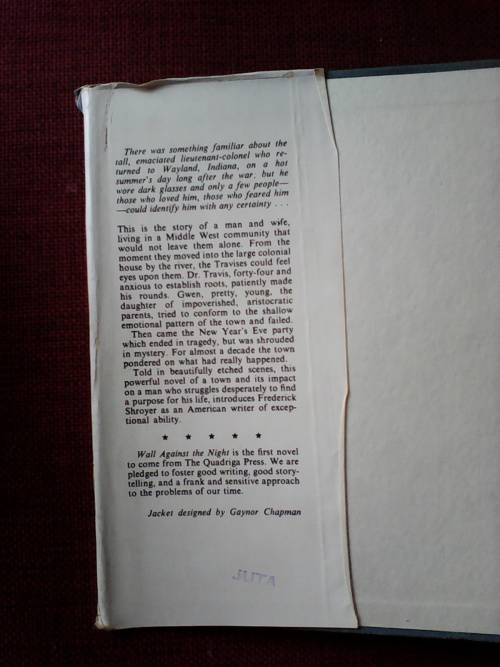 There was something familiar about the
tall, emaciated lieutenant-colonel who re-
turned to Wayland, Indiana, on a hot
summer's day long after the war; but he
wore dark glasses and only a few people—
those who loved him, those who feared him
—could identify him with any certainty . . .
This is the story of a man and wife,
living in a Middle West community that
would not leave them alone. From the
moment they moved into the large colonial
house by the river, the Travises could feel
eyes upon them. Dr. Travis, forty-four and
anxious to establish roots, patiently made
his rounds. Gwen, pretty, young, the
daughter of impoverished, aristocratic
parents, tried to conform to the shallow
emotional pattern of the town and failed.
Then came the New Year's Eve party
which ended in tragedy, but was shrouded
in mystery. For almost a decade the town
pondered on what had really happened.
Told in beautifully etched scenes, this
powerful novel of a town and its impact
on a man who struggles desperately to find
a purpose for his life, introduces Frederick
Shroyer as an American writer of excep-
tional ability.
★ ★ ★ ★ ★
Wall Against the Night is the first novel
to come from The Quadriga Press. We are
pledged to foster good writing, good story-
telling, and a frank and sensitive approach
to the problems of our time.
Jacket designed by Gaynor Chapman
JUTA